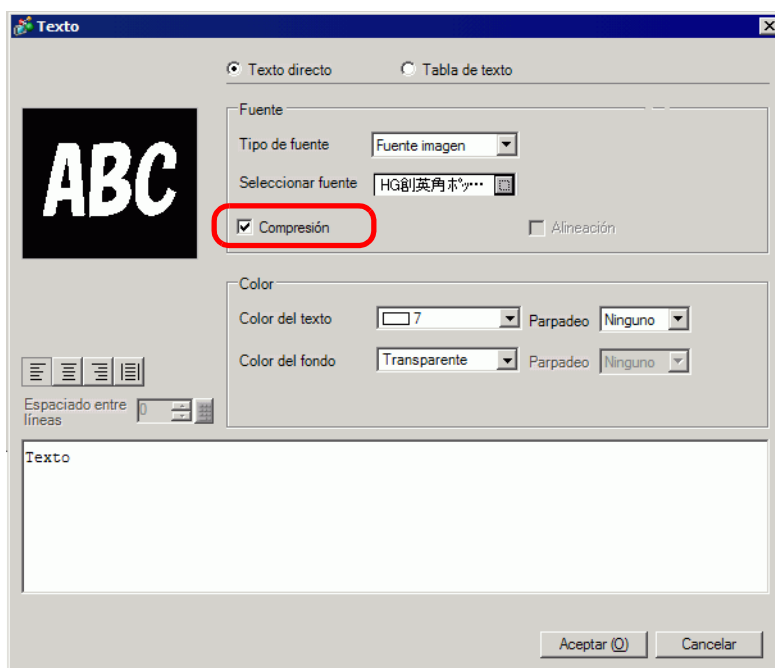 Texto
Texto directo
Tabla de texto
ABC
Fuente
Tipo de fuente
Fuente imagen
Seleccionar fuente
HG創英角ポッ⋯
Compresión
Alineación
Color
Color del texto
7
Parpadeo
Ninguno
Color del fondo
Transparente
Parpadeo
Ninguno
Espaciado entre
líneas
0
Texto
Aceptar (O)
Cancelar